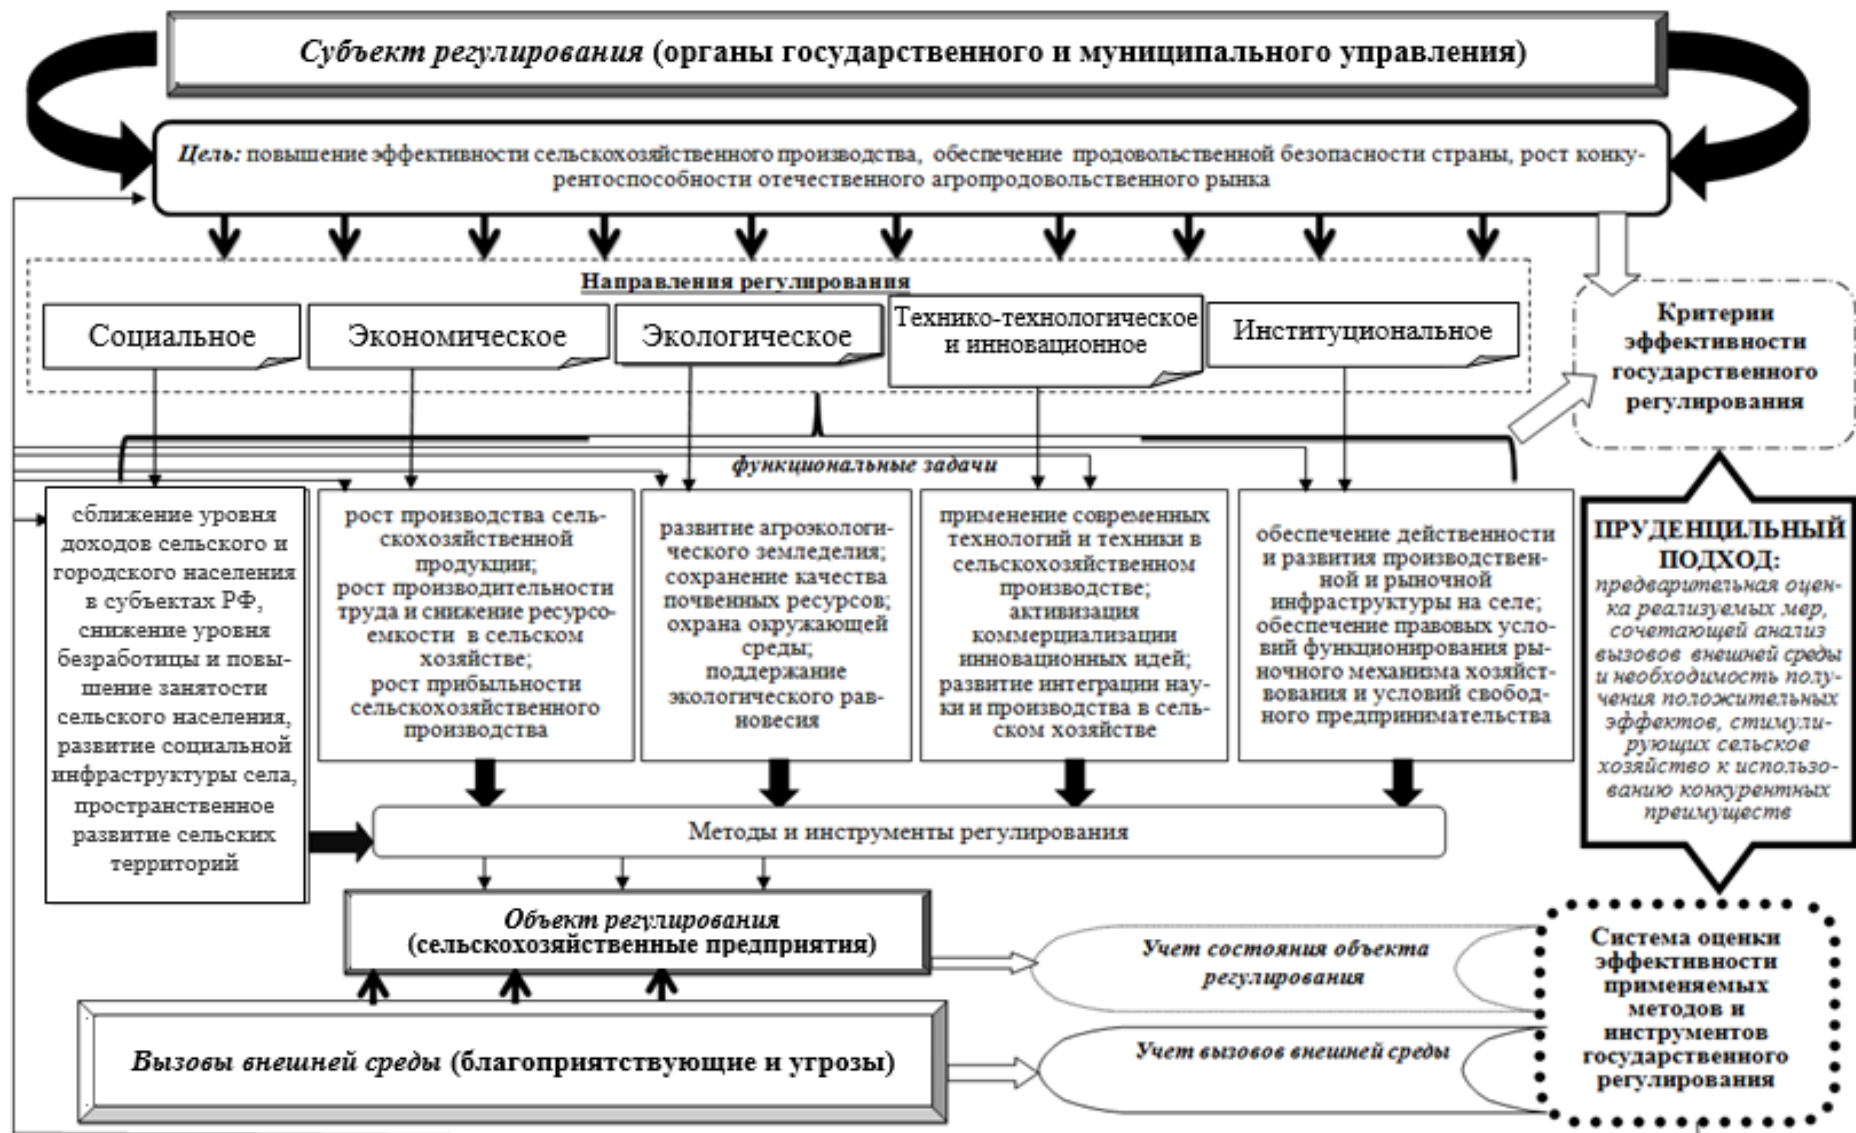 Субъект регулирования (органы государственного и муниципального управления)
Цель: повышение эффективности сельскохозяйственного производства, обеспечение продовольственной безопасности страны, рост конку-
рентоспособности отечественного агропродовольственного рынка
Направления регулирования
Социальное
Экономическое
Экологическое
Технико-технологическое
и инновационное
Институциональное
Критерии
эффективности
государственного
регулирования
функциональные задачи
сближение уровня
доходов сельского и
городского населения
в субъектах РФ,
снижение уровня
безработицы и повы-
шение занятости
сельского населения,
развитие социальной
инфраструктуры села,
пространственное
развитие сельских
территорий
рост производства сель-
скохозяйственной
продукции;
рост производительности
труда и снижение ресурсо-
емкости в сельском
хозяйстве;
рост прибыльности
сельскохозяйственного
производства
развитие агроэкологи-
ческого земледелия;
сохранение качества
почвенных ресурсов;
охрана окружающей
среды;
поддержание
экологического рав-
новесия
применение современных
технологий и техники в
сельскохозяйственном
производстве;
активизация
коммерциализации
инновационных идей;
развитие интеграции нау-
ки и производства в сель-
ском хозяйстве
обеспечение действенности
и развития производствен-
ной и рыночной
инфраструктуры на селе;
обеспечение правовых усло-
вий функционирования ры-
ночного механизма хозяйст-
вования и условий свобод-
ного предпринимательства
ПРУДЕНЦИЛЬНЫЙ
ПОДХОД:
предварительная оцен-
ка реализуемых мер,
сочетающей анализ
вызовов внешней среды
и необходимость полу-
чения положительных
эффектов, стимули-
рующих сельское
хозяйство к использо-
ванию конкурентных
преимуществ
Методы и инструменты регулирования
Объект регулирования
(сельскохозяйственные предприятия)
Учет состояния объекта
регулирования
Вызовы внешней среды (благоприятствующие и угрозы)
Учет вызовов внешней среды
Система оценки
эффективности
применяемых
методов и
инструментов
государственного
регулирования